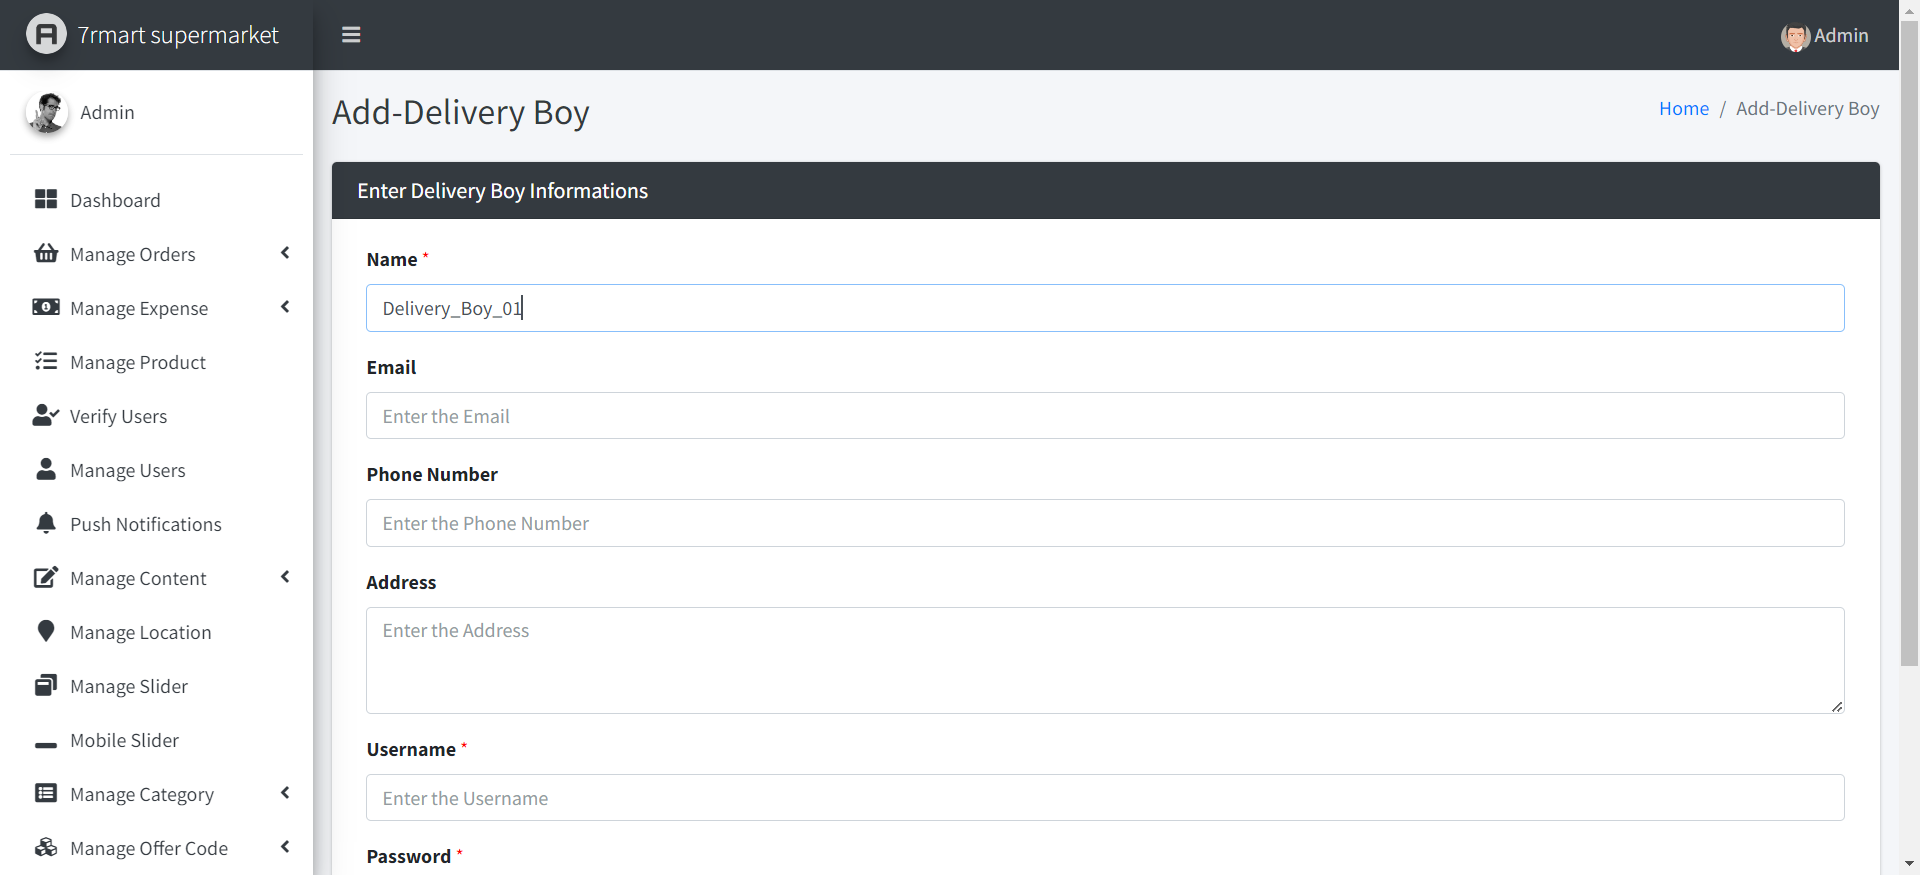 7rmart supermarket
Admin
Admin
Dashboard
Manage Orders
Manage Expense
Manage Product
Verify Users
Manage Users
Push Notifications
Manage Content
Manage Location
Manage Slider
Mobile Slider
Manage Category
Manage Offer Code
Add-Delivery Boy
Home / Add-Delivery Boy
Enter Delivery Boy Informations
Name *
Delivery_Boy_01
Email
Enter the Email
Phone Number
Enter the Phone Number
Address
Enter the Address
Username *
Enter the Username
Password *